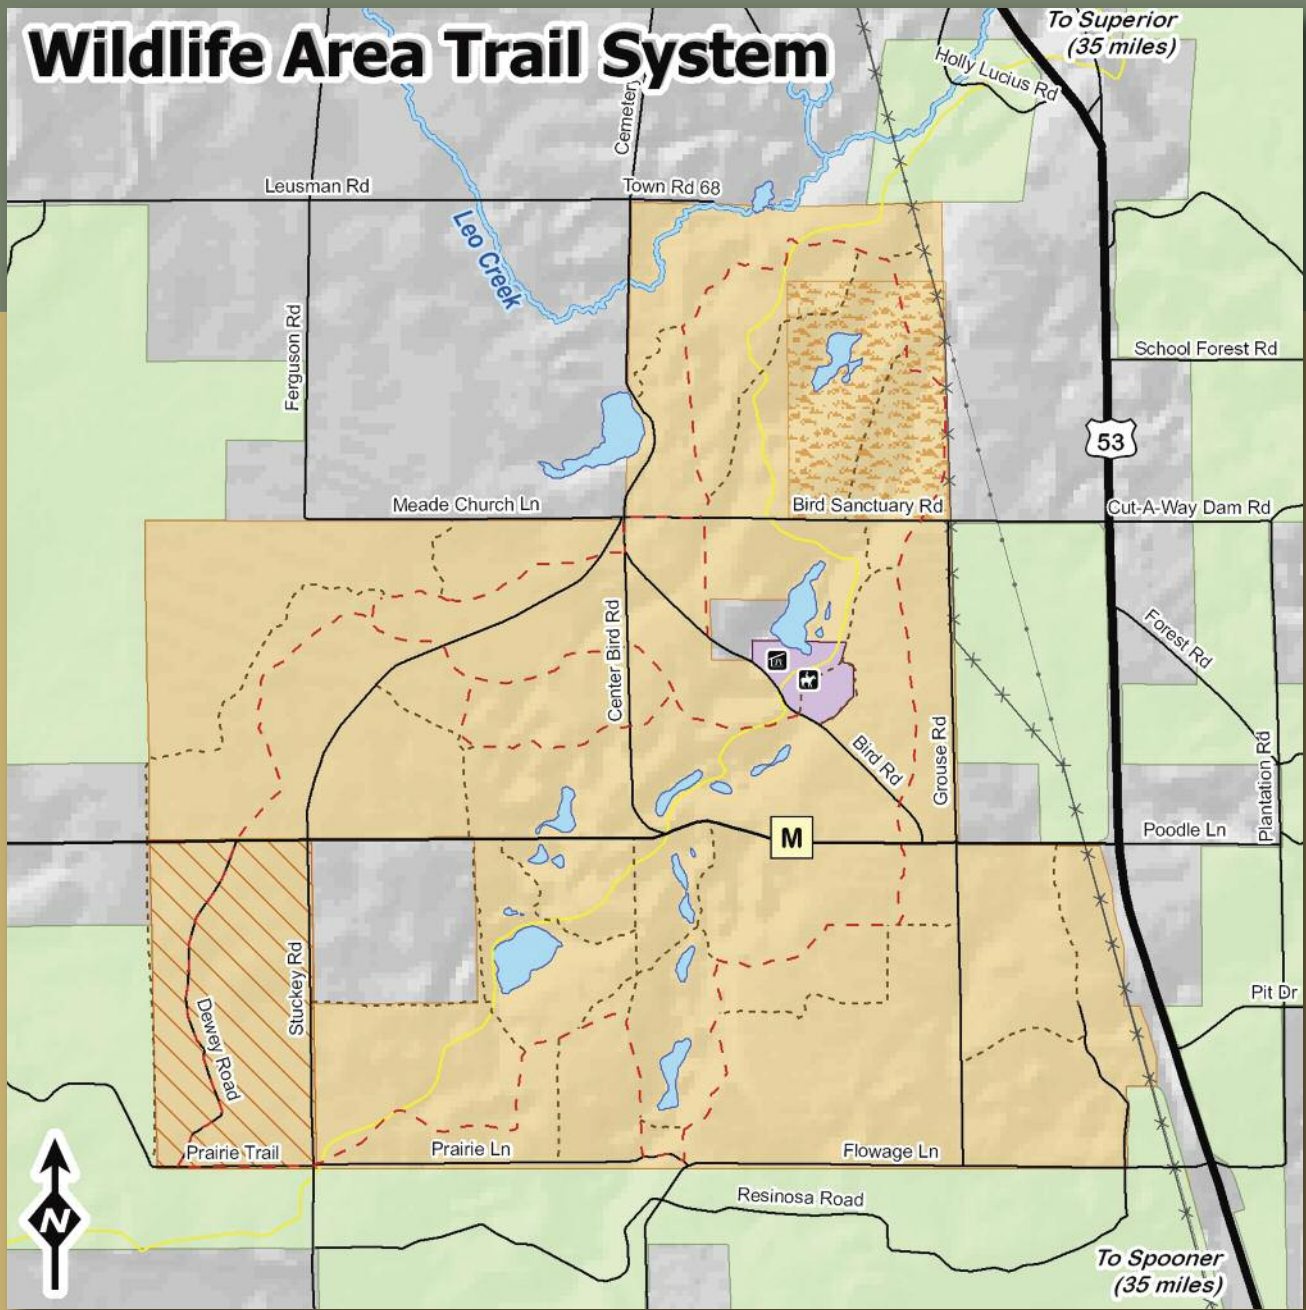 Wildlife Area Trail System
To Superior
(35 miles)
Holly Lucius Rd
Cemetery
Leusman Rd
Town Rd 68
Leo Creek
Ferguson Rd
School Forest Rd
53
Meade Church Ln
Bird Sanctuary Rd
Cut-A-Way Dam Rd
Center Bird Rd
Forest Rd
Bird Rd
Grouse Rd
Plantation Rd
M
Poodle Ln
Stuckey Rd
Dewey Road
Pit Dr
Prairie Trail
Prairie Ln
Flowage Ln
Resinosa Road
N
To Spooner
(35 miles)